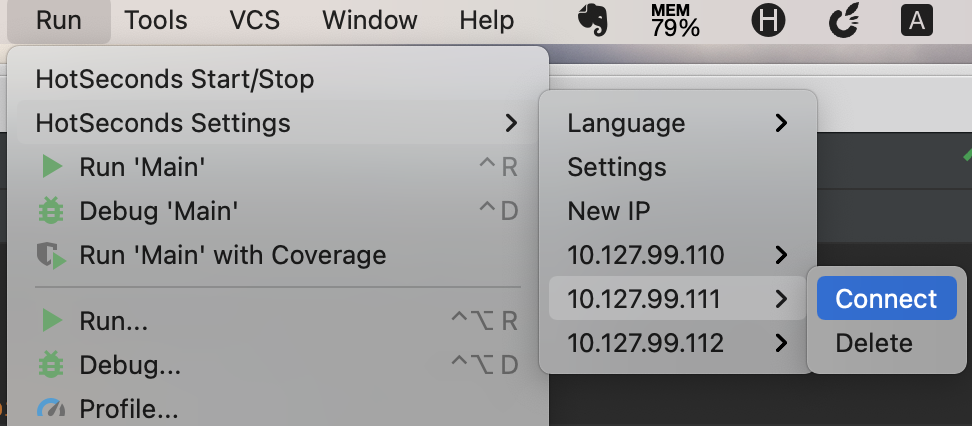 Run Tools VCS Window Help MEM 79% H A
HotSeconds Start/Stop
HotSeconds Settings
Run 'Main' ^ R
Debug 'Main' ^ D
Run 'Main' with Coverage
Run... ^⌥ R
Debug... ^⌥ D
Profile...
Language
Settings
New IP
10.127.99.110
10.127.99.111
10.127.99.112
Connect
Delete